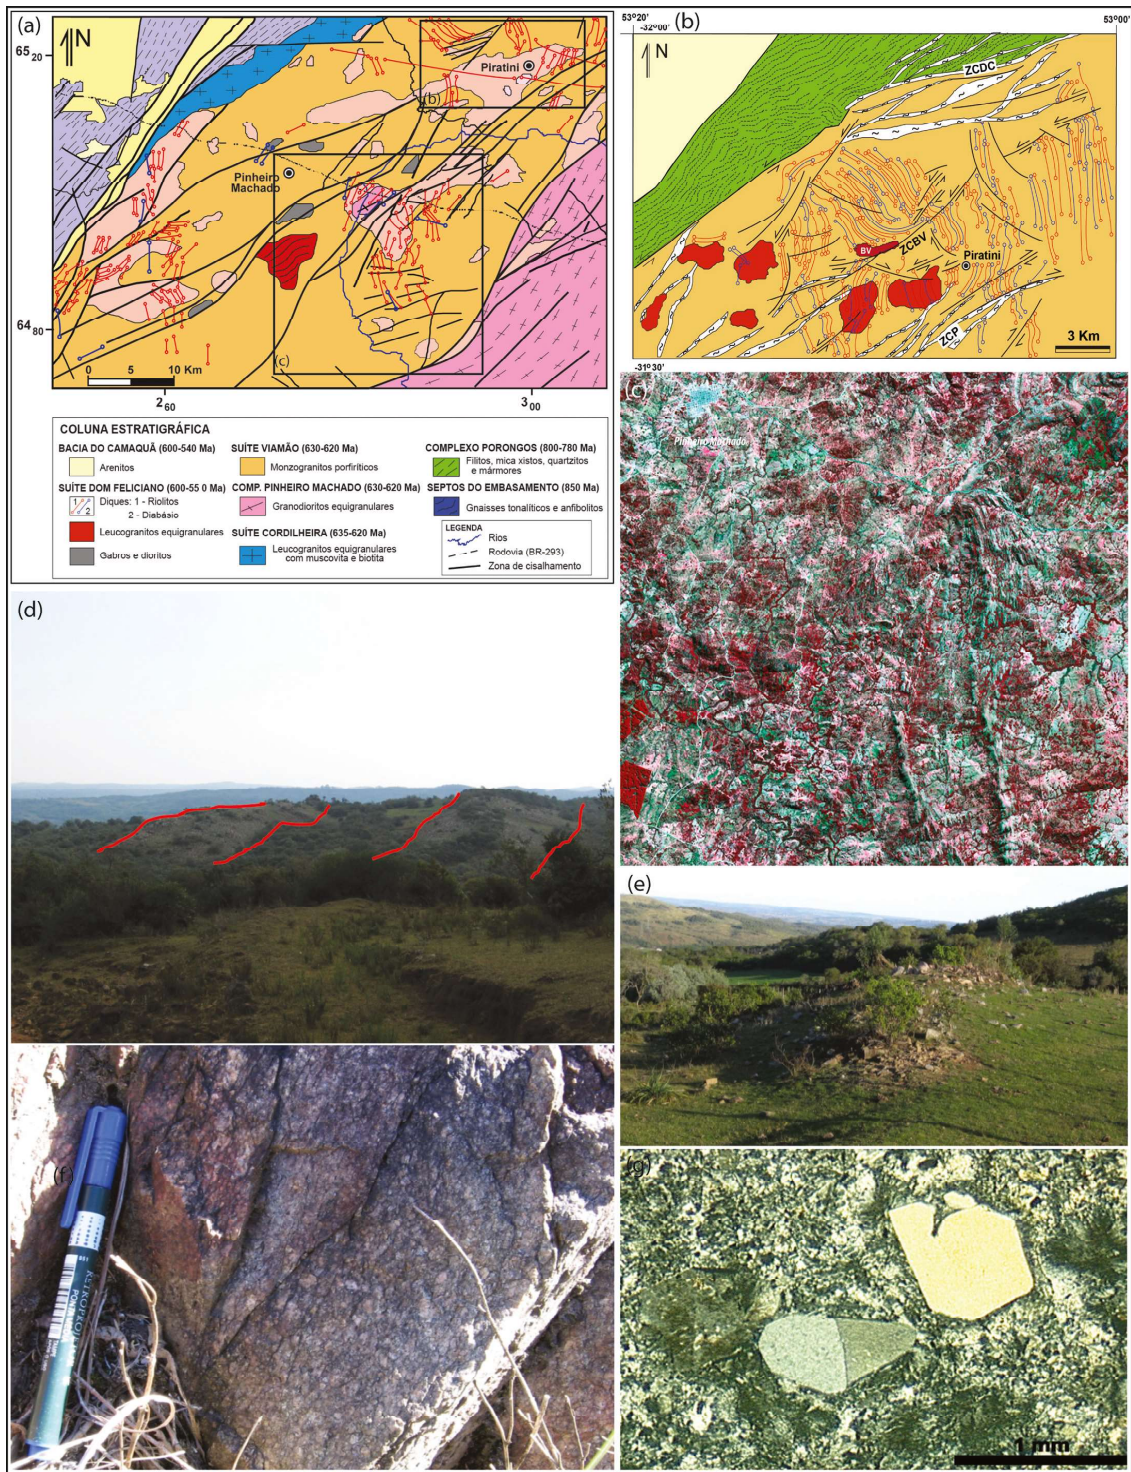 (a)
N
65 20
Piratini
(b)
Pinheiro
Machado
64 80
(c)
0 5 10 Km
2 60
3 00
COLUNA ESTRATIGRÁFICA
BACIA DO CAMAQUÃ (600-540 Ma)
Arenitos
SUÍTE DOM FELICIANO (600-55 0 Ma)
1
2
Diques: 1 - Riolitos
2 - Diabásio
Leucogranitos equigranulares
Gabros e dioritos
SUÍTE VIAMÃO (630-620 Ma)
Monzogranitos porfiríticos
COMP. PINHEIRO MACHADO (630-620 Ma)
Granodioritos equigranulares
SUÍTE CORDILHEIRA (635-620 Ma)
Leucogranitos equigranulares
com muscovita e biotita
COMPLEXO PORONGOS (800-780 Ma)
Filitos, mica xistos, quartzitos
e mármores
SEPTOS DO EMBASAMENTO (850 Ma)
Gnaisses tonalíticos e anfibolitos
LEGENDA
Rios
Rodovia (BR-293)
Zona de cisalhamento
(b)
53°20'
53°00'
-32°00'
N
ZCDC
BV
ZCBV
Piratini
ZCP
3 Km
-31°30'
(c)
Pinheiro Machado
(d)
(e)
(f)
(g)
1 mm